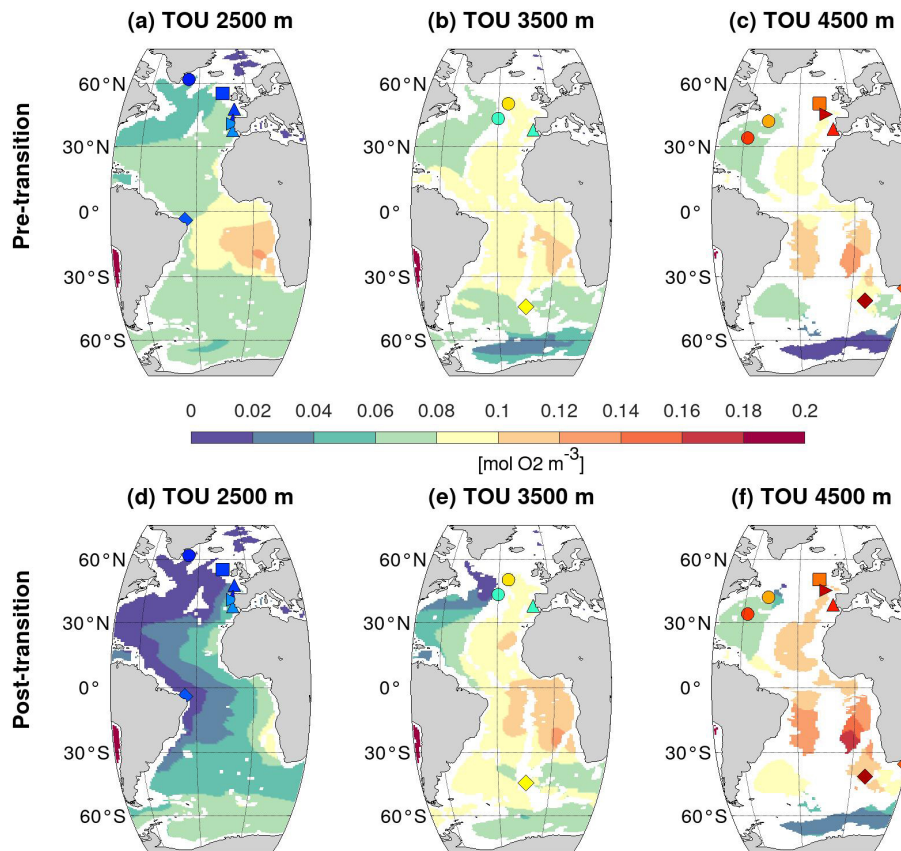 (a) TOU 2500 m (b) TOU 3500 m (c) TOU 4500 m
Pre-transition
60°N 60°N 60°N
30°N 30°N 30°N
0° 0° 0°
30°S 30°S 30°S
60°S 60°S 60°S
0 0.02 0.04 0.06 0.08 0.1 0.12 0.14 0.16 0.18 0.2
[mol O2 m-3]
(d) TOU 2500 m (e) TOU 3500 m (f) TOU 4500 m
Post-transition
60°N 60°N 60°N
30°N 30°N 30°N
0° 0° 0°
30°S 30°S 30°S
60°S 60°S 60°S